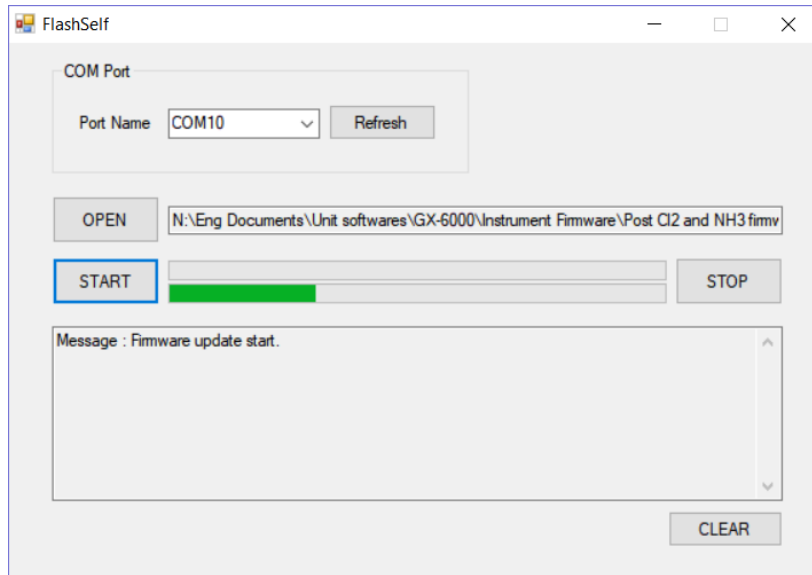 FlashSelf
COM Port
Port Name COM10 Refresh
OPEN N:\Eng Documents\Unit softwares\GX-6000\Instrument Firmware\Post Cl2 and NH3 firmw
START STOP
Message : Firmware update start.
CLEAR